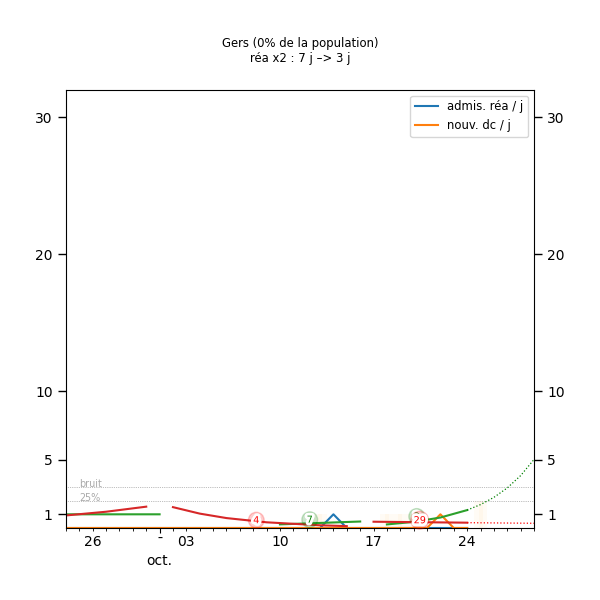 Gers (0% de la population)
réa x2 : 7 j –> 3 j
admis. réa / j
nouv. dc / j
30 30
20 20
10 10
5 5
bruit
25%
1 1
4 7 29
26 - 03 10 17 24
oct.